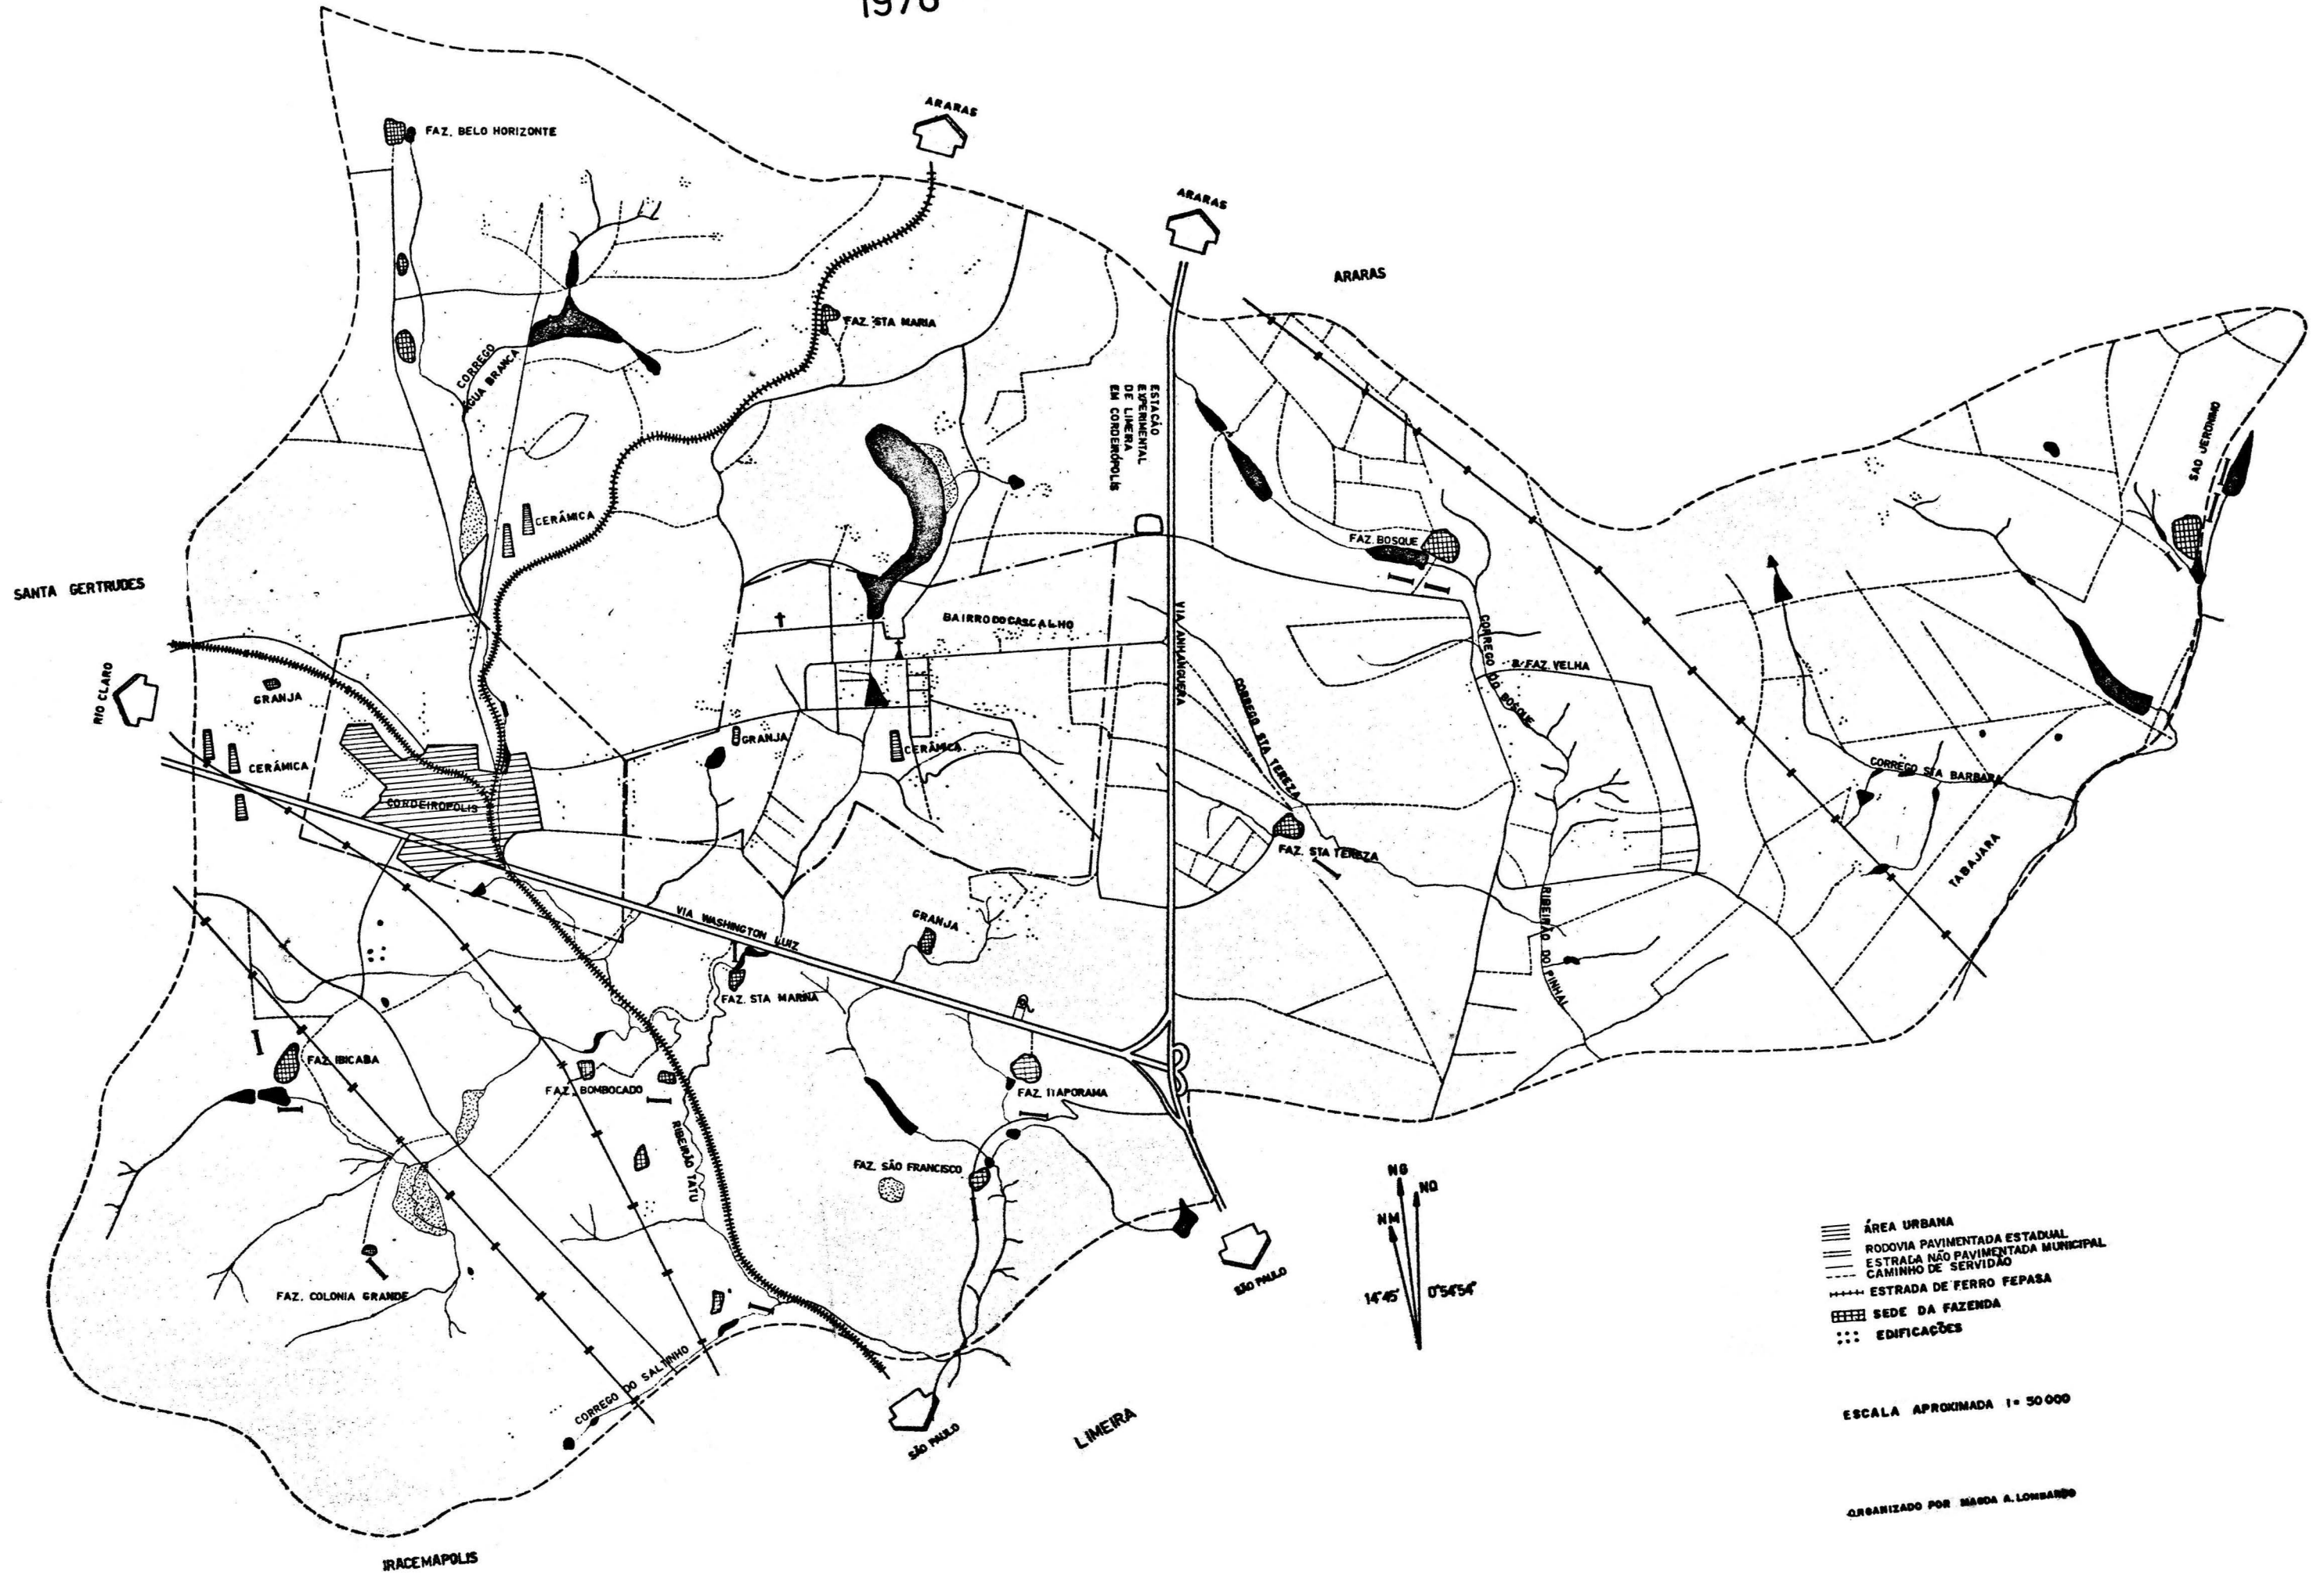 ARARAS
FAZ. BELO HORIZONTE
ARARAS
ARARAS
FAZ. STA MARIA
CORREGO
ÁGUA BRANCA
ESTACÃO
EXPERIMENTAL
DE LIMEIRA
EM CORDEIRÓPOLIS
SÃO JERONIMO
CERÂMICA
FAZ. BOSQUE
SANTA GERTRUDES
BAIRRO DO CASCALHO
VIA ANHANGUERA
CORREGO DO BOSQUE
FAZ. VELHA
RIO CLARO
GRANJA
CORREGO STA TEREZA
GRANJA
CERÂMICA
CERÂMICA
CORDEIROPOLIS
CORREGO STA BARBARA
FAZ. STA TEREZA
TABAJARA
VIA WASHINGTON LUIZ
GRANJA
RIBEIRÃO DO PINHAL
FAZ. STA MARINA
FAZ. IBICABA
FAZ. BOMBOCADO
FAZ. ITAPORAMA
RIBEIRÃO TATU
FAZ. SÃO FRANCISCO
NG
NQ
NM
14°45'
0°54'54"
FAZ. COLONIA GRANDE
SÃO PAULO
CORREGO DO SALTINHO
SÃO PAULO
LIMEIRA
IRACEMAPOLIS
ÁREA URBANA
RODOVIA PAVIMENTADA ESTADUAL
ESTRADA NÃO PAVIMENTADA MUNICIPAL
CAMINHO DE SERVIDÃO
ESTRADA DE FERRO FEPASA
SEDE DA FAZENDA
EDIFICAÇÕES
ESCALA APROXIMADA 1= 50 000
ORGANIZADO POR MAGDA A. LOMBARDO